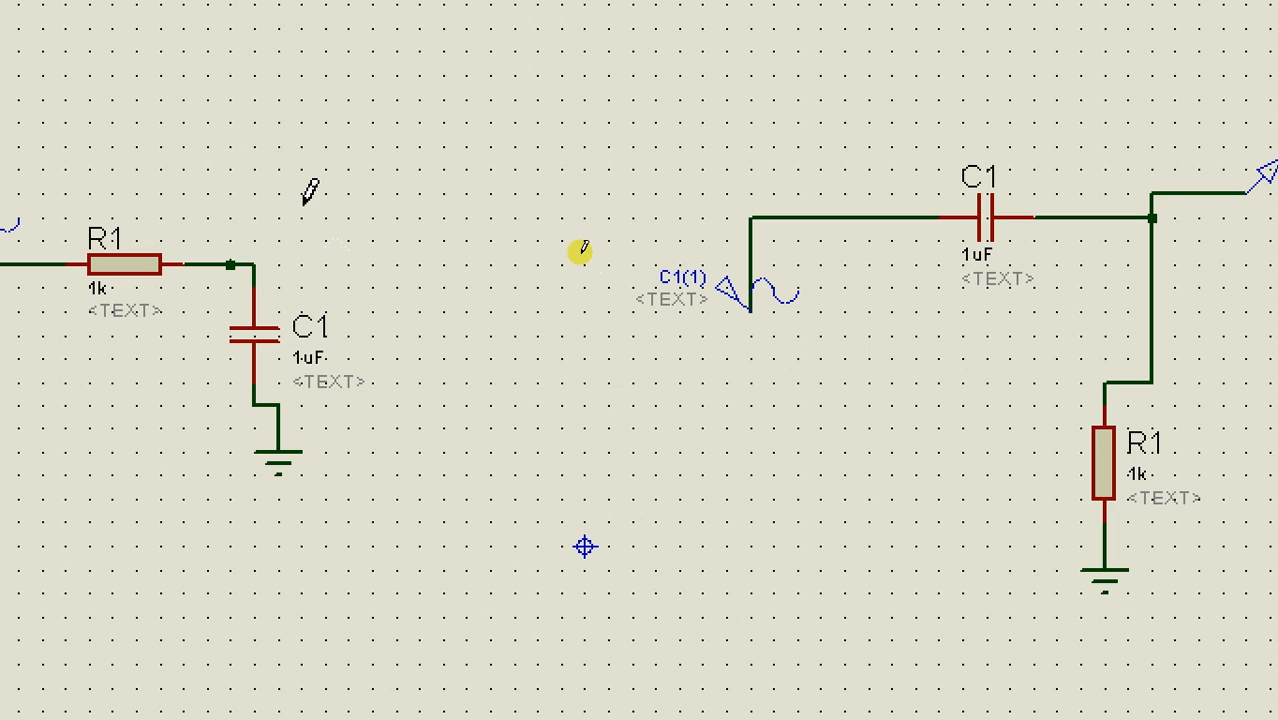 R1
1k
<TEXT>
C1
1uF
<TEXT>
C1(1)
<TEXT>
C1
1uF
<TEXT>
R1
1k
<TEXT>